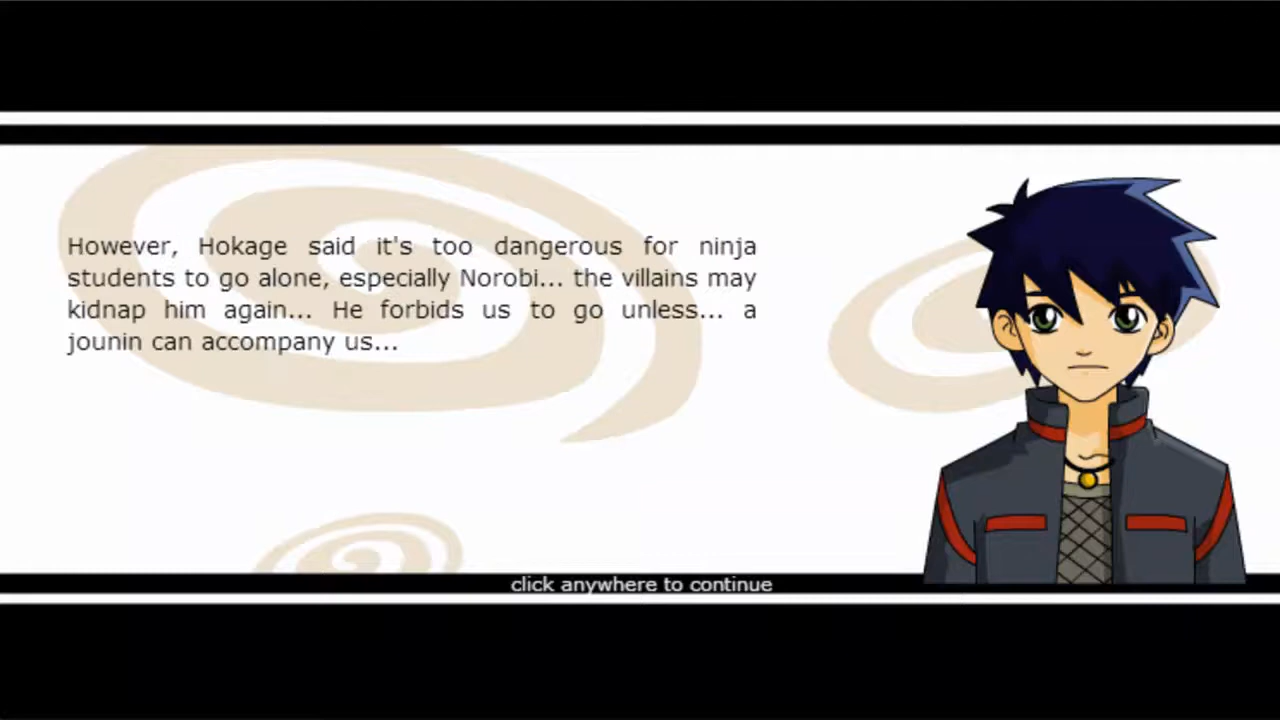 However, Hokage said it's too dangerous for ninja
students to go alone, especially Norobi... the villains may
kidnap him again... He forbids us to go unless... a
jounin can accompany us...
click anywhere to continue